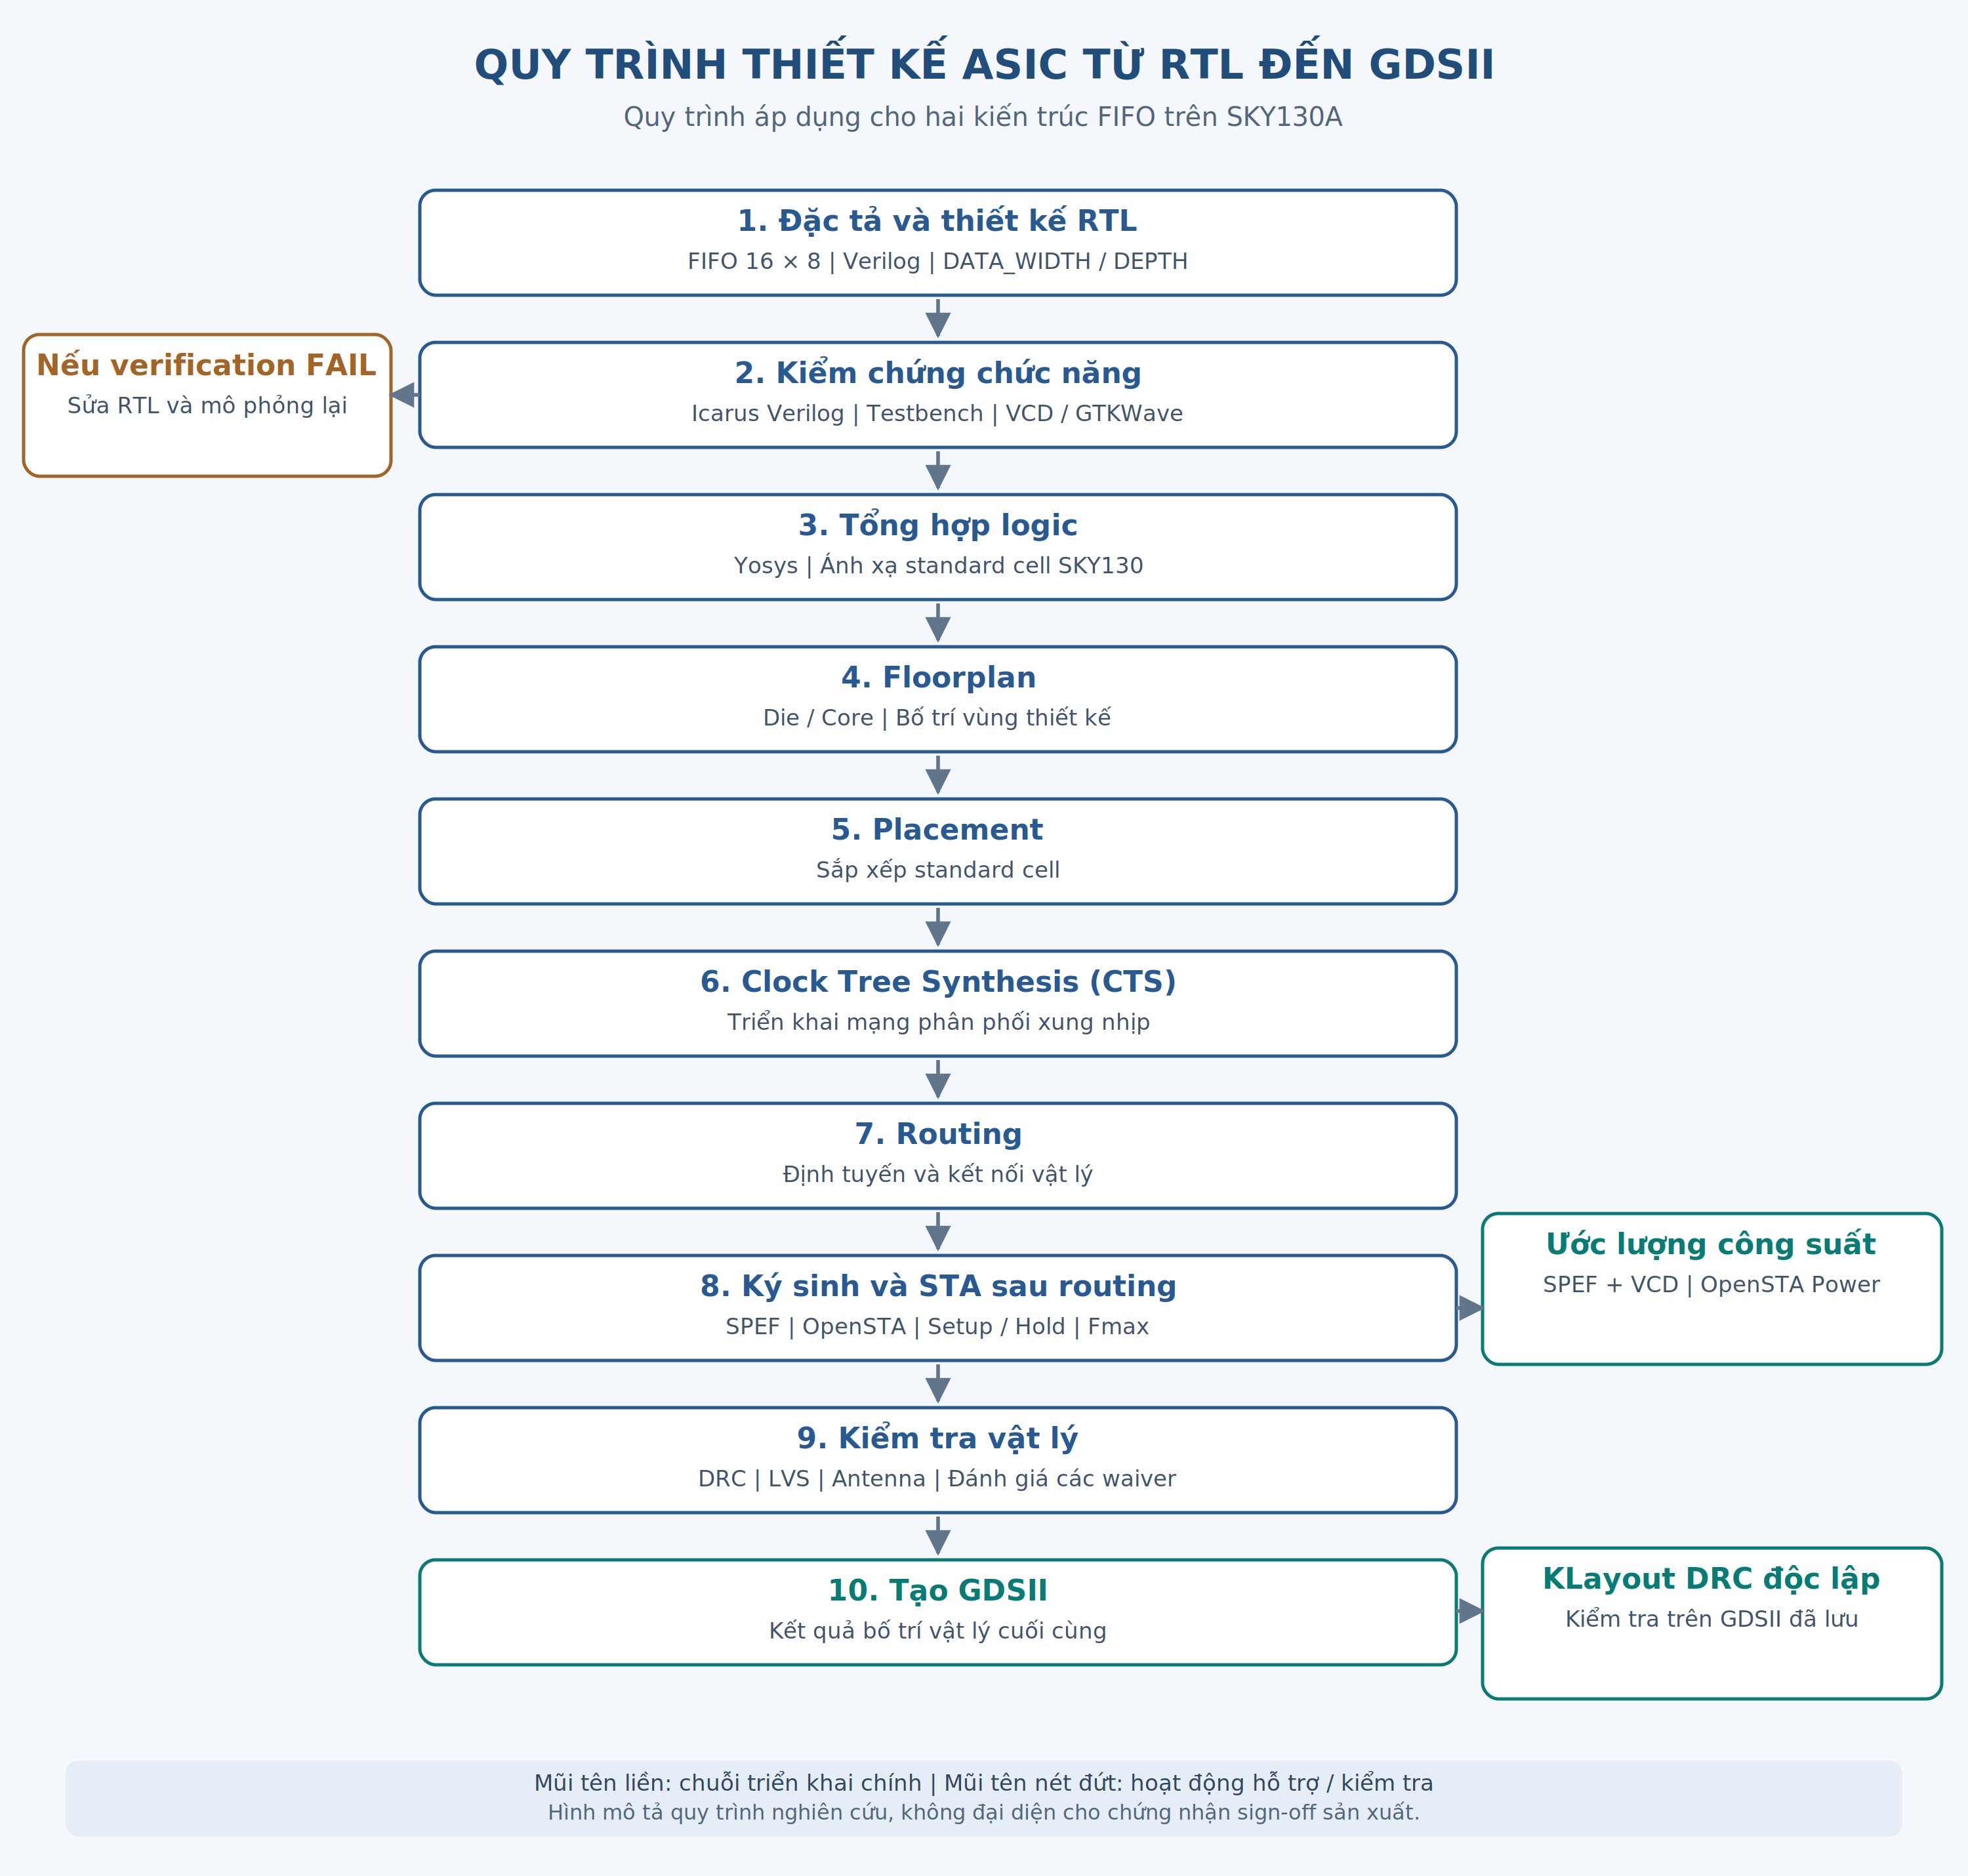 QUY TRÌNH THIẾT KẾ ASIC TỪ RTL ĐẾN GDSII
Quy trình áp dụng cho hai kiến trúc FIFO trên SKY130A
1. Đặc tả và thiết kế RTL
FIFO 16 × 8 | Verilog | DATA_WIDTH / DEPTH
Nếu verification FAIL
Sửa RTL và mô phỏng lại
2. Kiểm chứng chức năng
Icarus Verilog | Testbench | VCD / GTKWave
3. Tổng hợp logic
Yosys | Ánh xạ standard cell SKY130
4. Floorplan
Die / Core | Bố trí vùng thiết kế
5. Placement
Sắp xếp standard cell
6. Clock Tree Synthesis (CTS)
Triển khai mạng phân phối xung nhịp
7. Routing
Định tuyến và kết nối vật lý
8. Ký sinh và STA sau routing
SPEF | OpenSTA | Setup / Hold | Fmax
Ước lượng công suất
SPEF + VCD | OpenSTA Power
9. Kiểm tra vật lý
DRC | LVS | Antenna | Đánh giá các waiver
10. Tạo GDSII
Kết quả bố trí vật lý cuối cùng
KLayout DRC độc lập
Kiểm tra trên GDSII đã lưu
Mũi tên liền: chuỗi triển khai chính | Mũi tên nét đứt: hoạt động hỗ trợ / kiểm tra
Hình mô tả quy trình nghiên cứu, không đại diện cho chứng nhận sign-off sản xuất.